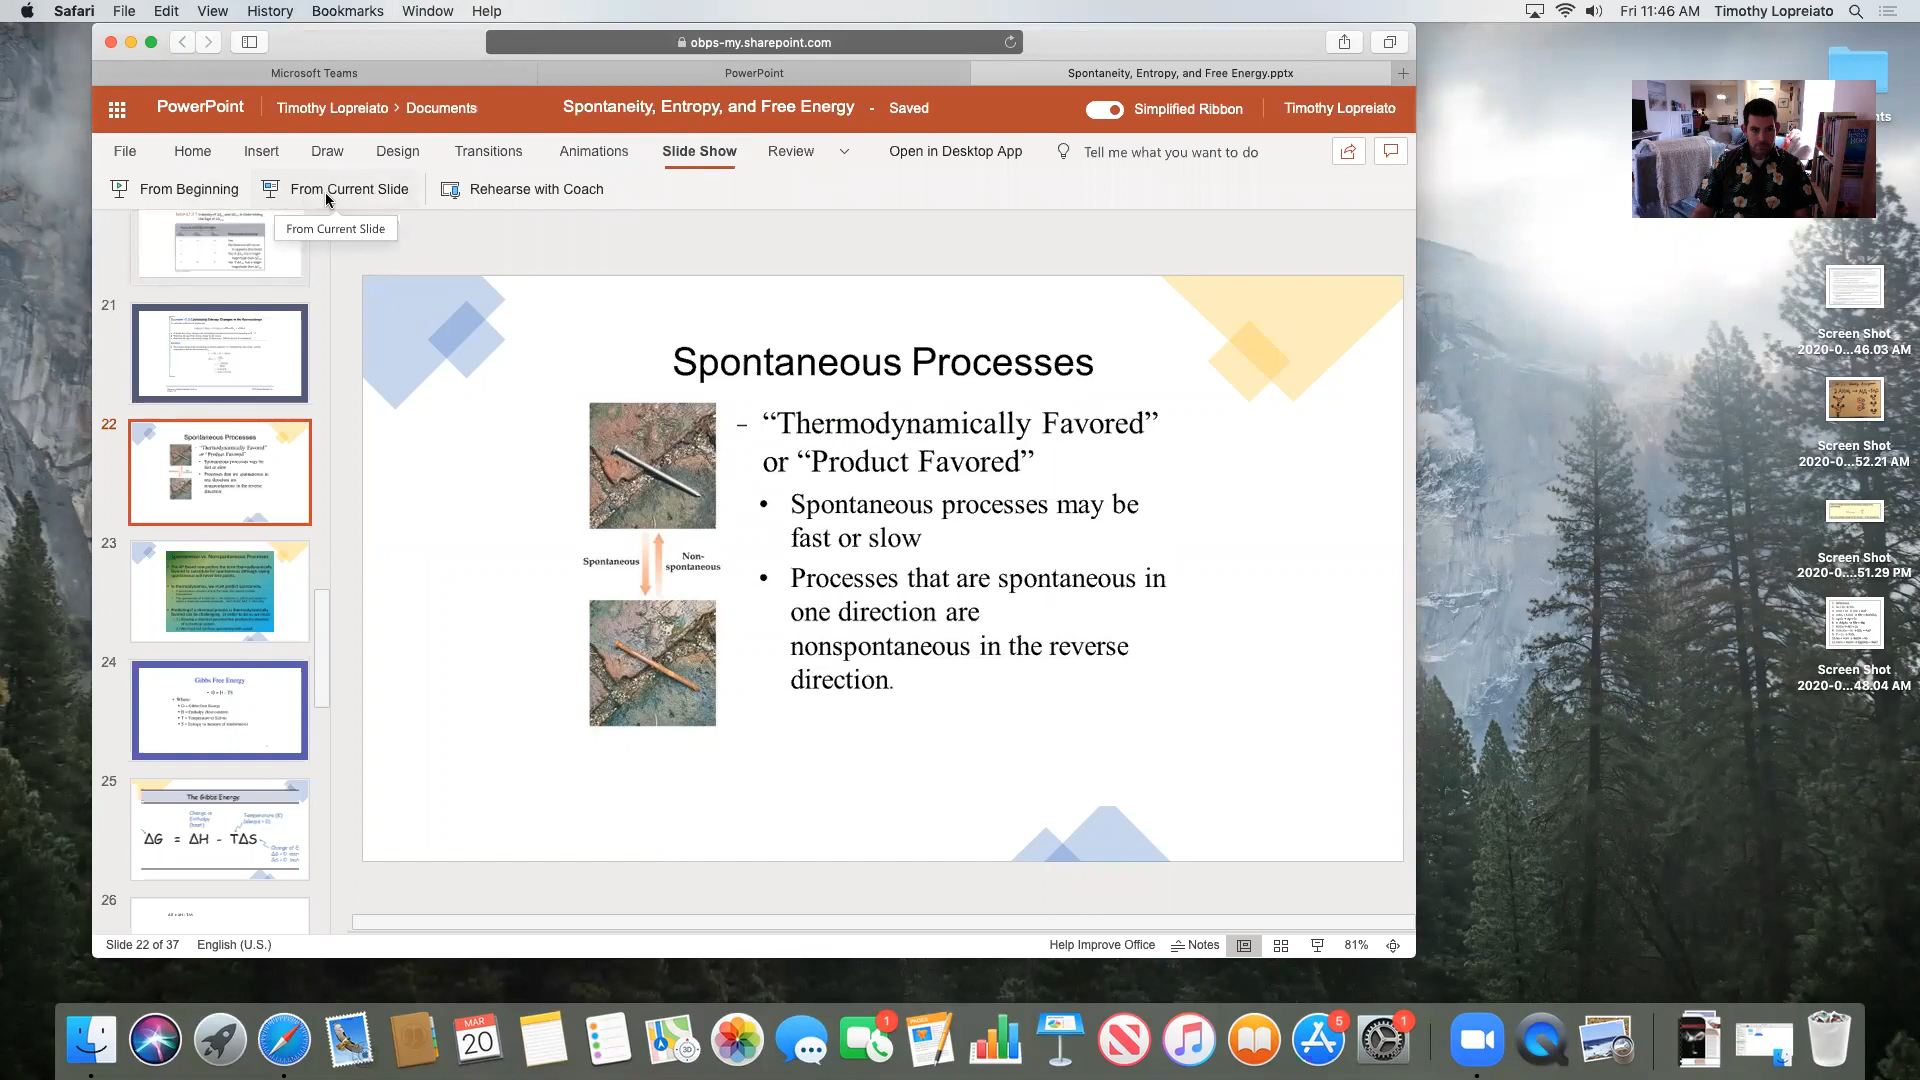 Safari File Edit View History Bookmarks Window Help
Fri 11:46 AM Timothy Lopreiato
obps-my.sharepoint.com
Microsoft Teams PowerPoint Spontaneity, Entropy, and Free Energy.pptx
PowerPoint Timothy Lopreiato > Documents Spontaneity, Entropy, and Free Energy - Saved Simplified Ribbon Timothy Lopreiato
File Home Insert Draw Design Transitions Animations Slide Show Review Open in Desktop App Tell me what you want to do
From Beginning From Current Slide Rehearse with Coach
From Current Slide
21
22
Spontaneous Processes
23
24
Gibbs Free Energy
25
The Gibbs Energy
ΔG = ΔH - TΔS
26
Spontaneous Processes
– “Thermodynamically Favored”
or “Product Favored”
• Spontaneous processes may be
fast or slow
• Processes that are spontaneous in
one direction are
nonspontaneous in the reverse
direction.
Spontaneous
Non-
spontaneous
Screen Shot
2020-0...46.03 AM
Screen Shot
2020-0...52.21 AM
Screen Shot
2020-0...51.29 PM
Screen Shot
2020-0...48.04 AM
Slide 22 of 37 English (U.S.) Help Improve Office Notes 81%
MAR
20
3D
1
PAGES
5
1